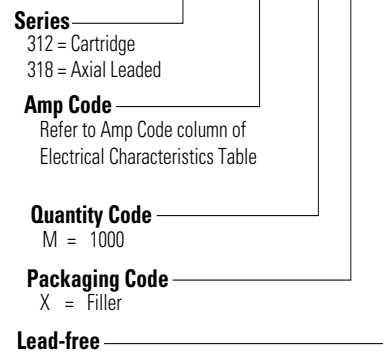 Series
312 = Cartridge
318 = Axial Leaded
Amp Code
Refer to Amp Code column of
Electrical Characteristics Table
Quantity Code
M = 1000
Packaging Code
X = Filler
Lead-free